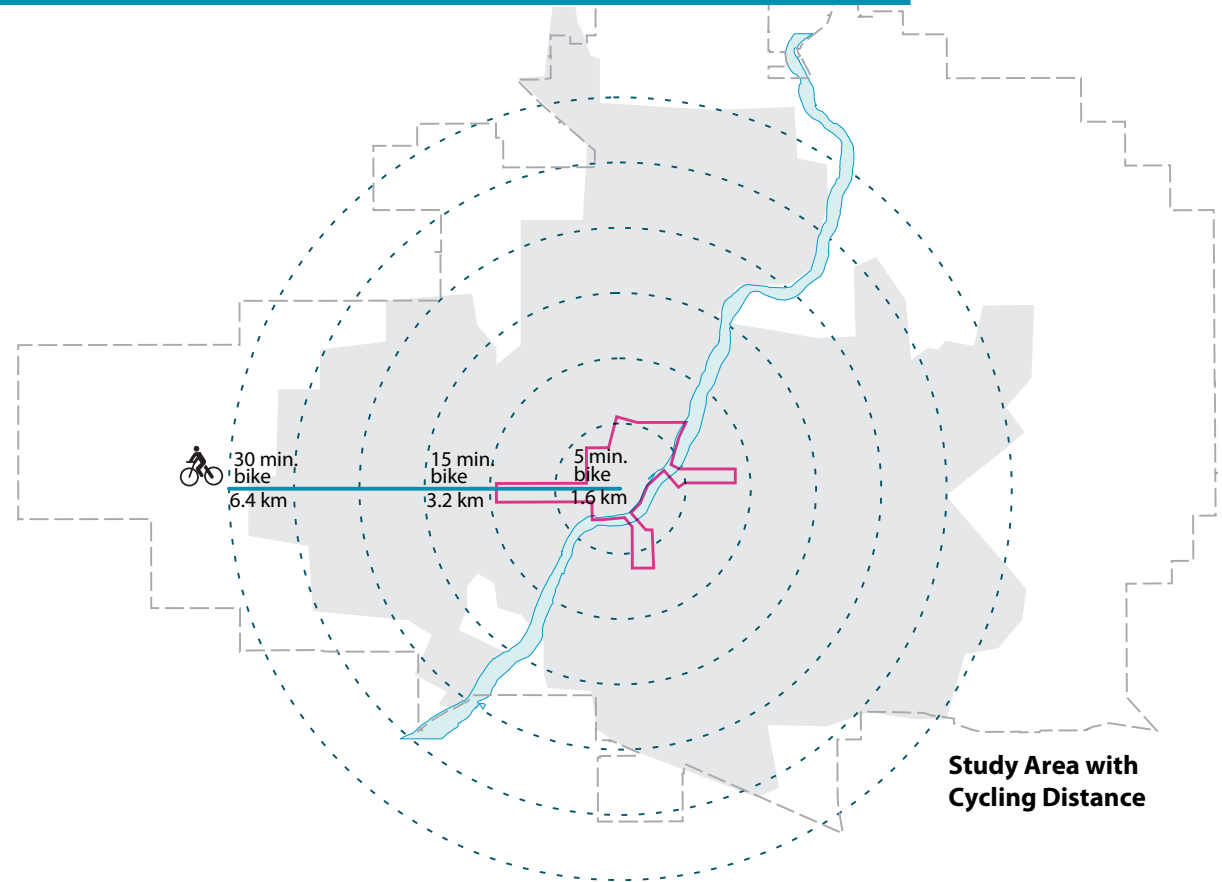 30 min.
bike
6.4 km
15 min.
bike
3.2 km
5 min.
bike
1.6 km
Study Area with
Cycling Distance